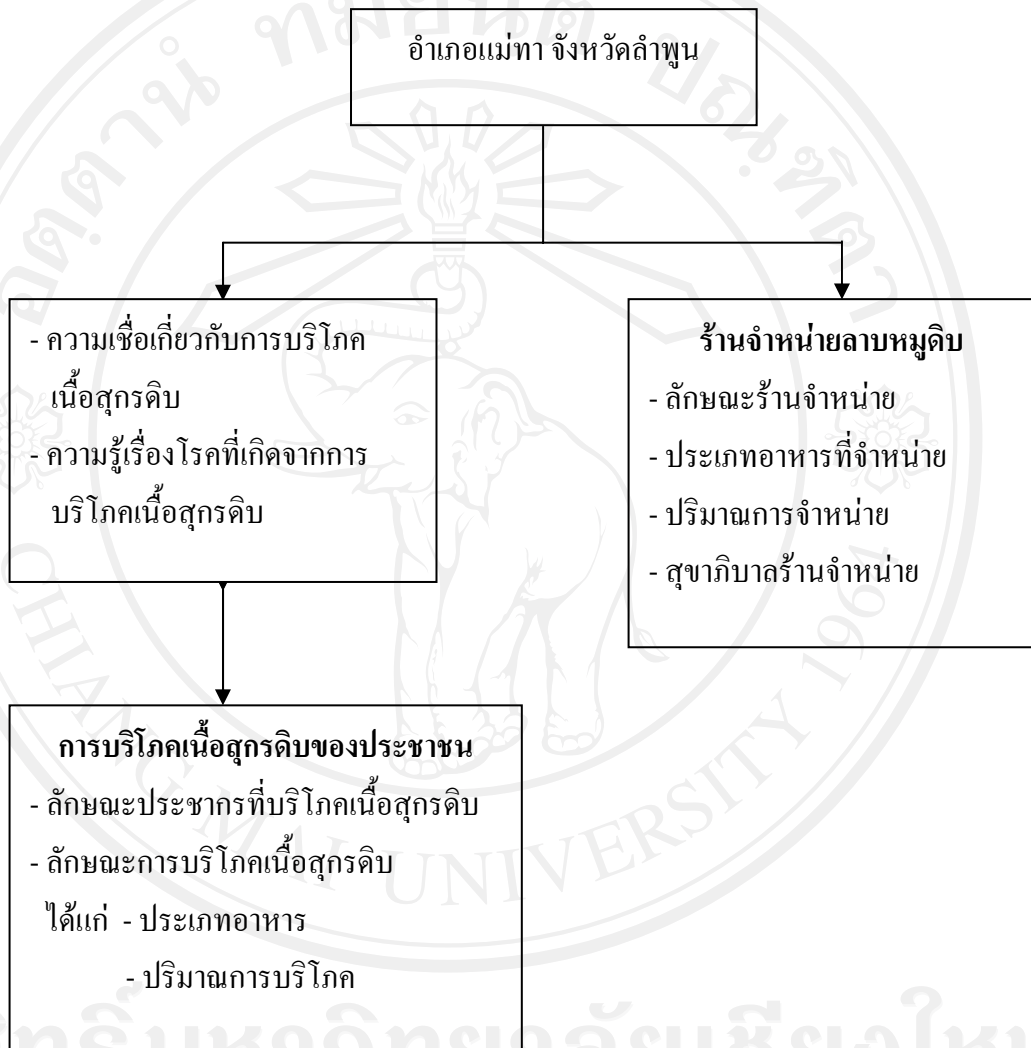 อำเภอแม่ทา จังหวัดลำพูน
- ความเชื่อเกี่ยวกับการบริโภค
เนื้อสุกรดิบ
- ความรู้เรื่องโรคที่เกิดจากการ
บริโภคเนื้อสุกรดิบ
ร้านจำหน่ายลาบหมูดิบ
- ลักษณะร้านจำหน่าย
- ประเภทอาหารที่จำหน่าย
- ปริมาณการจำหน่าย
- สุขาภิบาลร้านจำหน่าย
การบริโภคเนื้อสุกรดิบของประชาชน
- ลักษณะประชากรที่บริโภคเนื้อสุกรดิบ
- ลักษณะการบริโภคเนื้อสุกรดิบ
ได้แก่ - ประเภทอาหาร
- ปริมาณการบริโภค
CHIANG MAI UNIVERSITY 1964